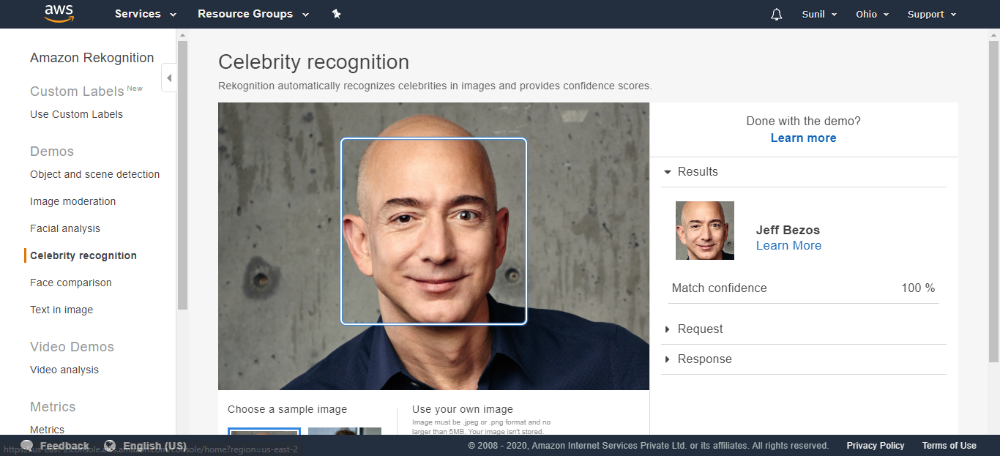 aws Services Resource Groups Sunil Ohio Support
Amazon Rekognition
Custom Labels New
Use Custom Labels
Demos
Object and scene detection
Image moderation
Facial analysis
Celebrity recognition
Face comparison
Text in image
Video Demos
Video analysis
Metrics
Metrics
Celebrity recognition
Rekognition automatically recognizes celebrities in images and provides confidence scores.
Choose a sample image
Use your own image
Image must be .jpeg or .png format and no
larger than 5MB. Your image isn't stored.
Done with the demo?
Learn more
Results
Jeff Bezos
Learn More
Match confidence 100 %
Request
Response
Feedback English (US) © 2008 - 2020, Amazon Internet Services Private Ltd. or its affiliates. All rights reserved. Privacy Policy Terms of Use
https://us-east-2.console.aws.amazon.com/console/home?region=us-east-2